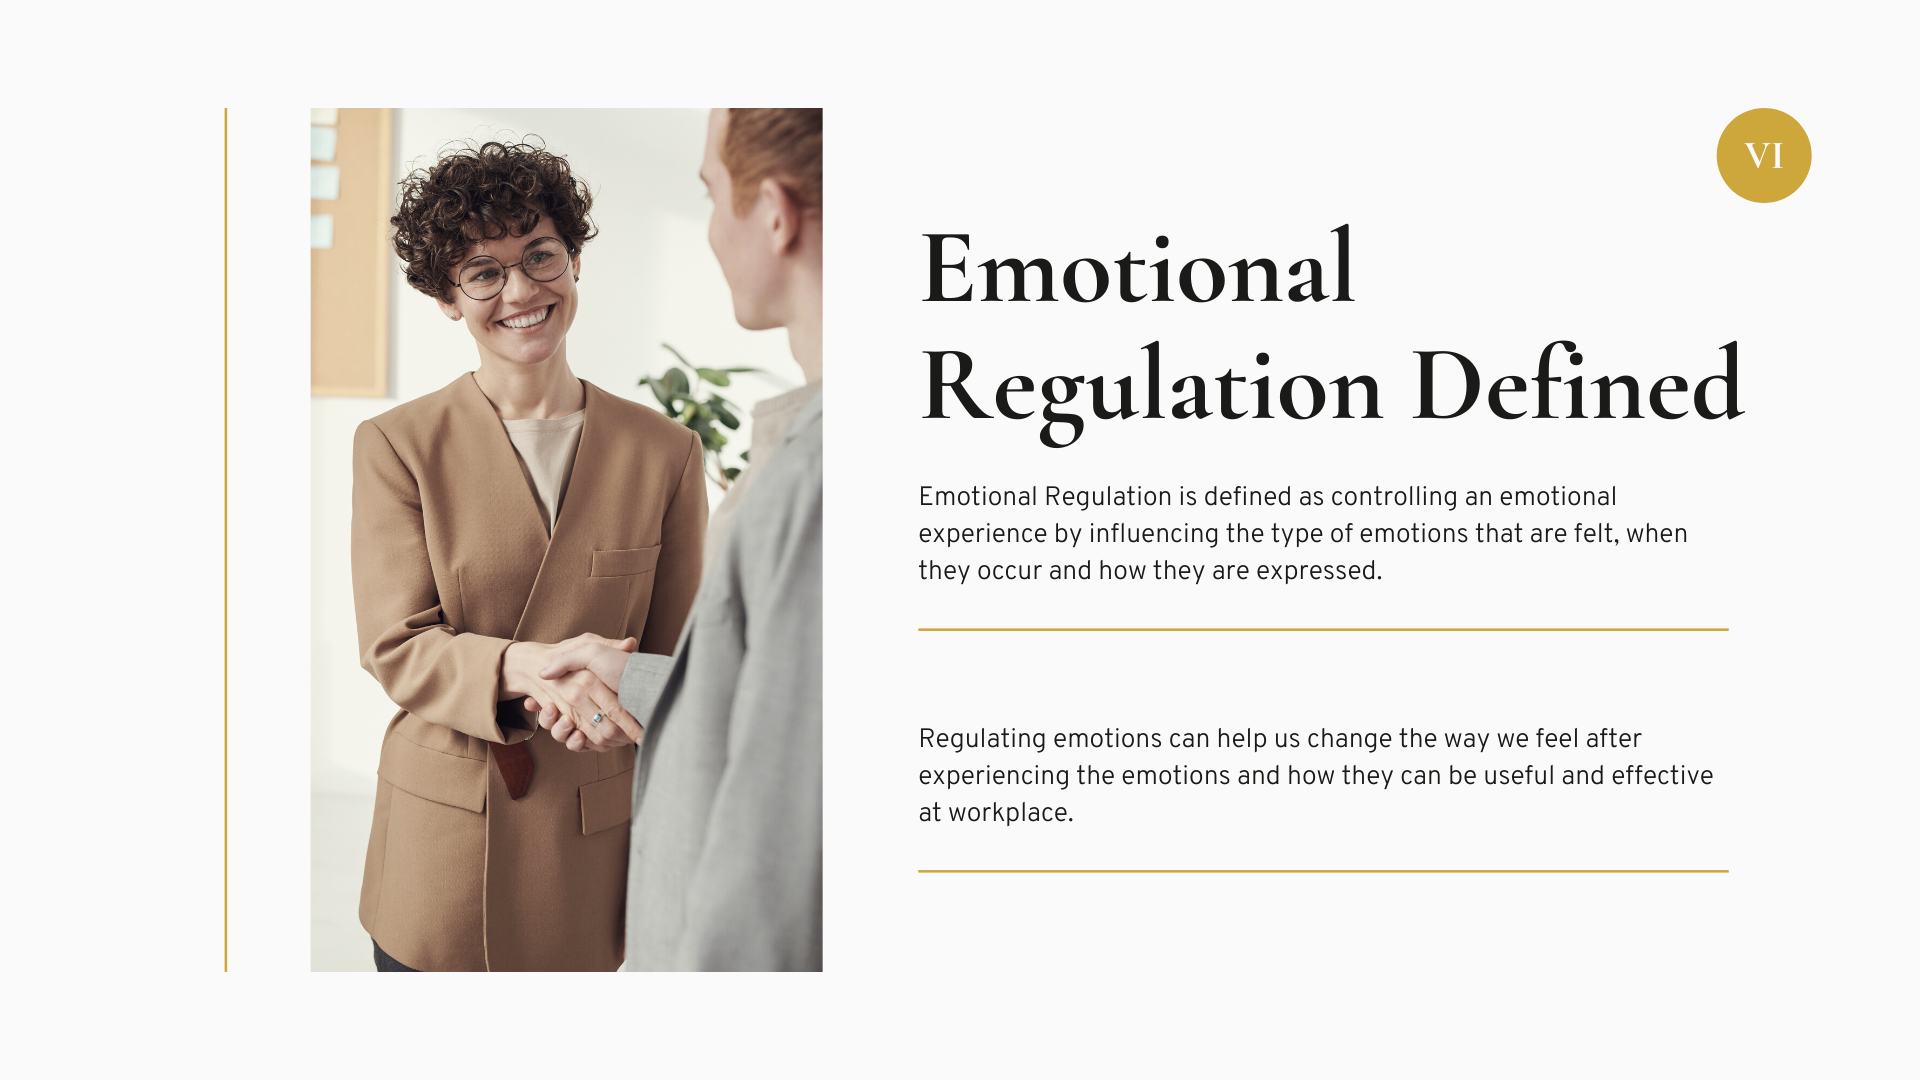 VI
Emotional
Regulation Defined
Emotional Regulation is defined as controlling an emotional
experience by influencing the type of emotions that are felt, when
they occur and how they are expressed.
Regulating emotions can help us change the way we feel after
experiencing the emotions and how they can be useful and effective
at workplace.